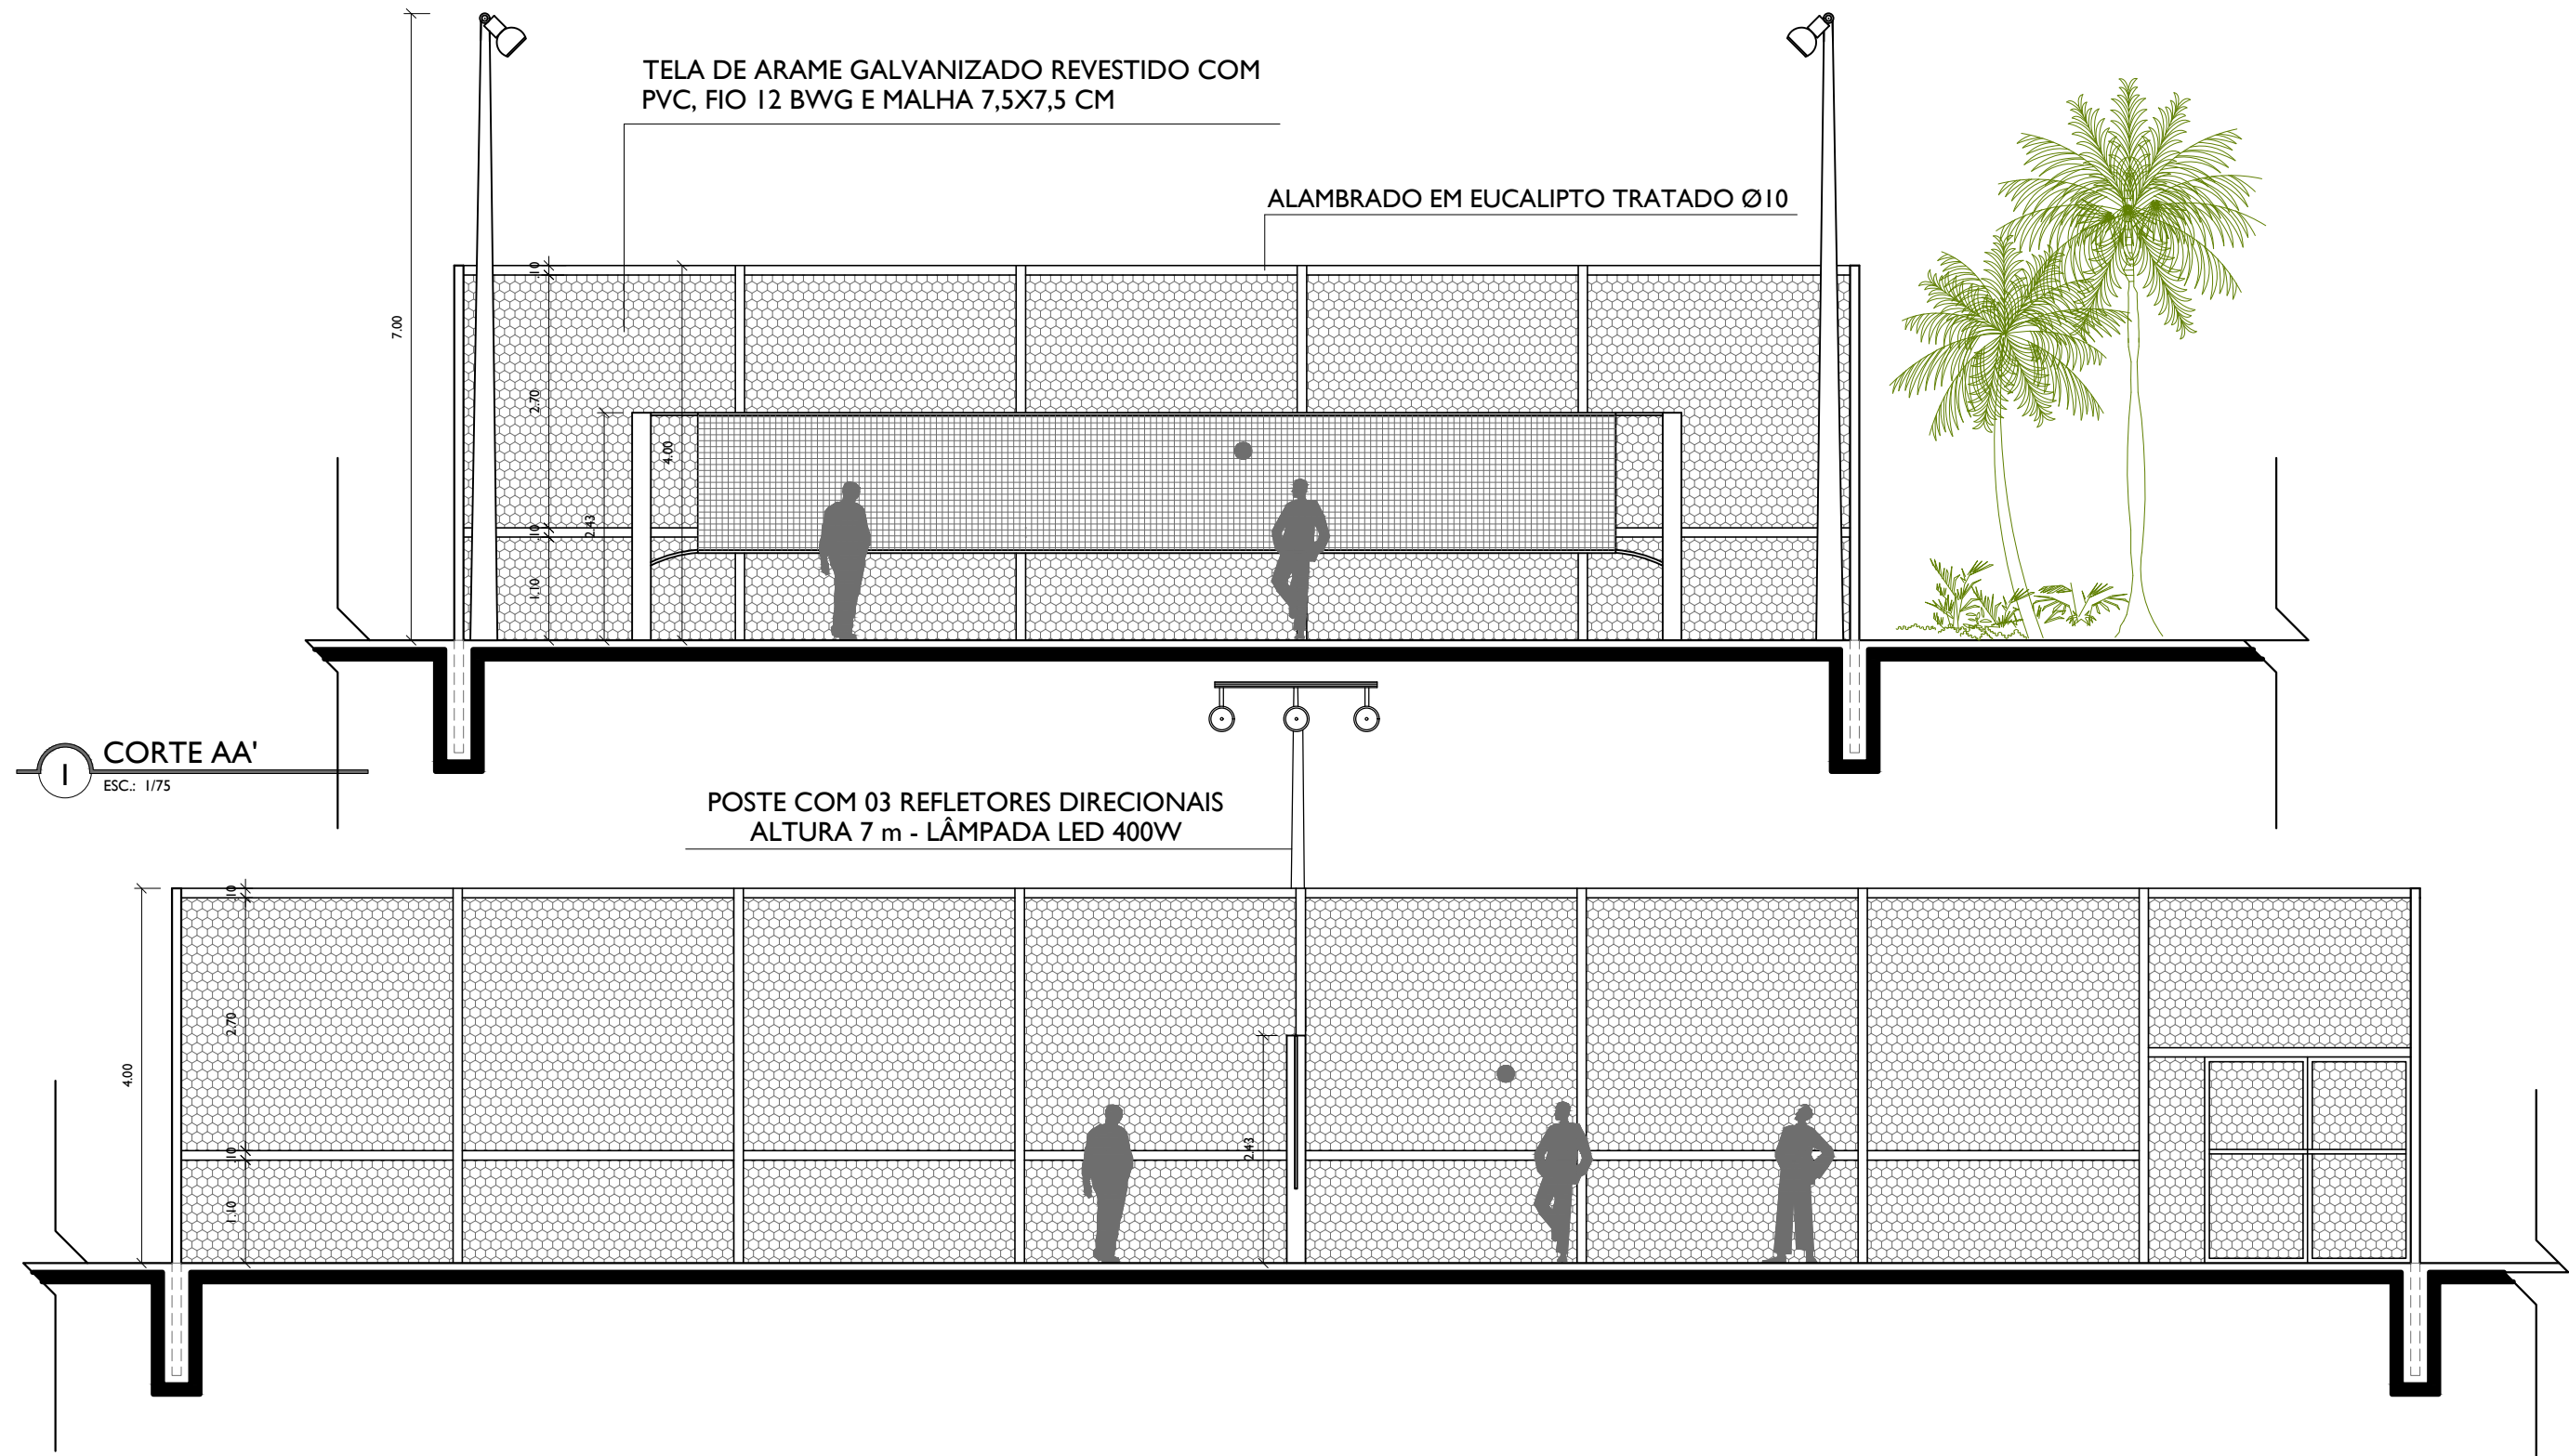 TELA DE ARAME GALVANIZADO REVESTIDO COM
PVC, FIO 12 BWG E MALHA 7,5X7,5 CM
ALAMBRADO EM EUCALIPTO TRATADO Ø10
7.00
.10
2.70
4.00
2.43
.10
1.10
1
CORTE AA'
ESC.: 1/75
POSTE COM 03 REFLETORES DIRECIONAIS
ALTURA 7 m - LÂMPADA LED 400W
.10
2.70
4.00
2.43
.10
1.10